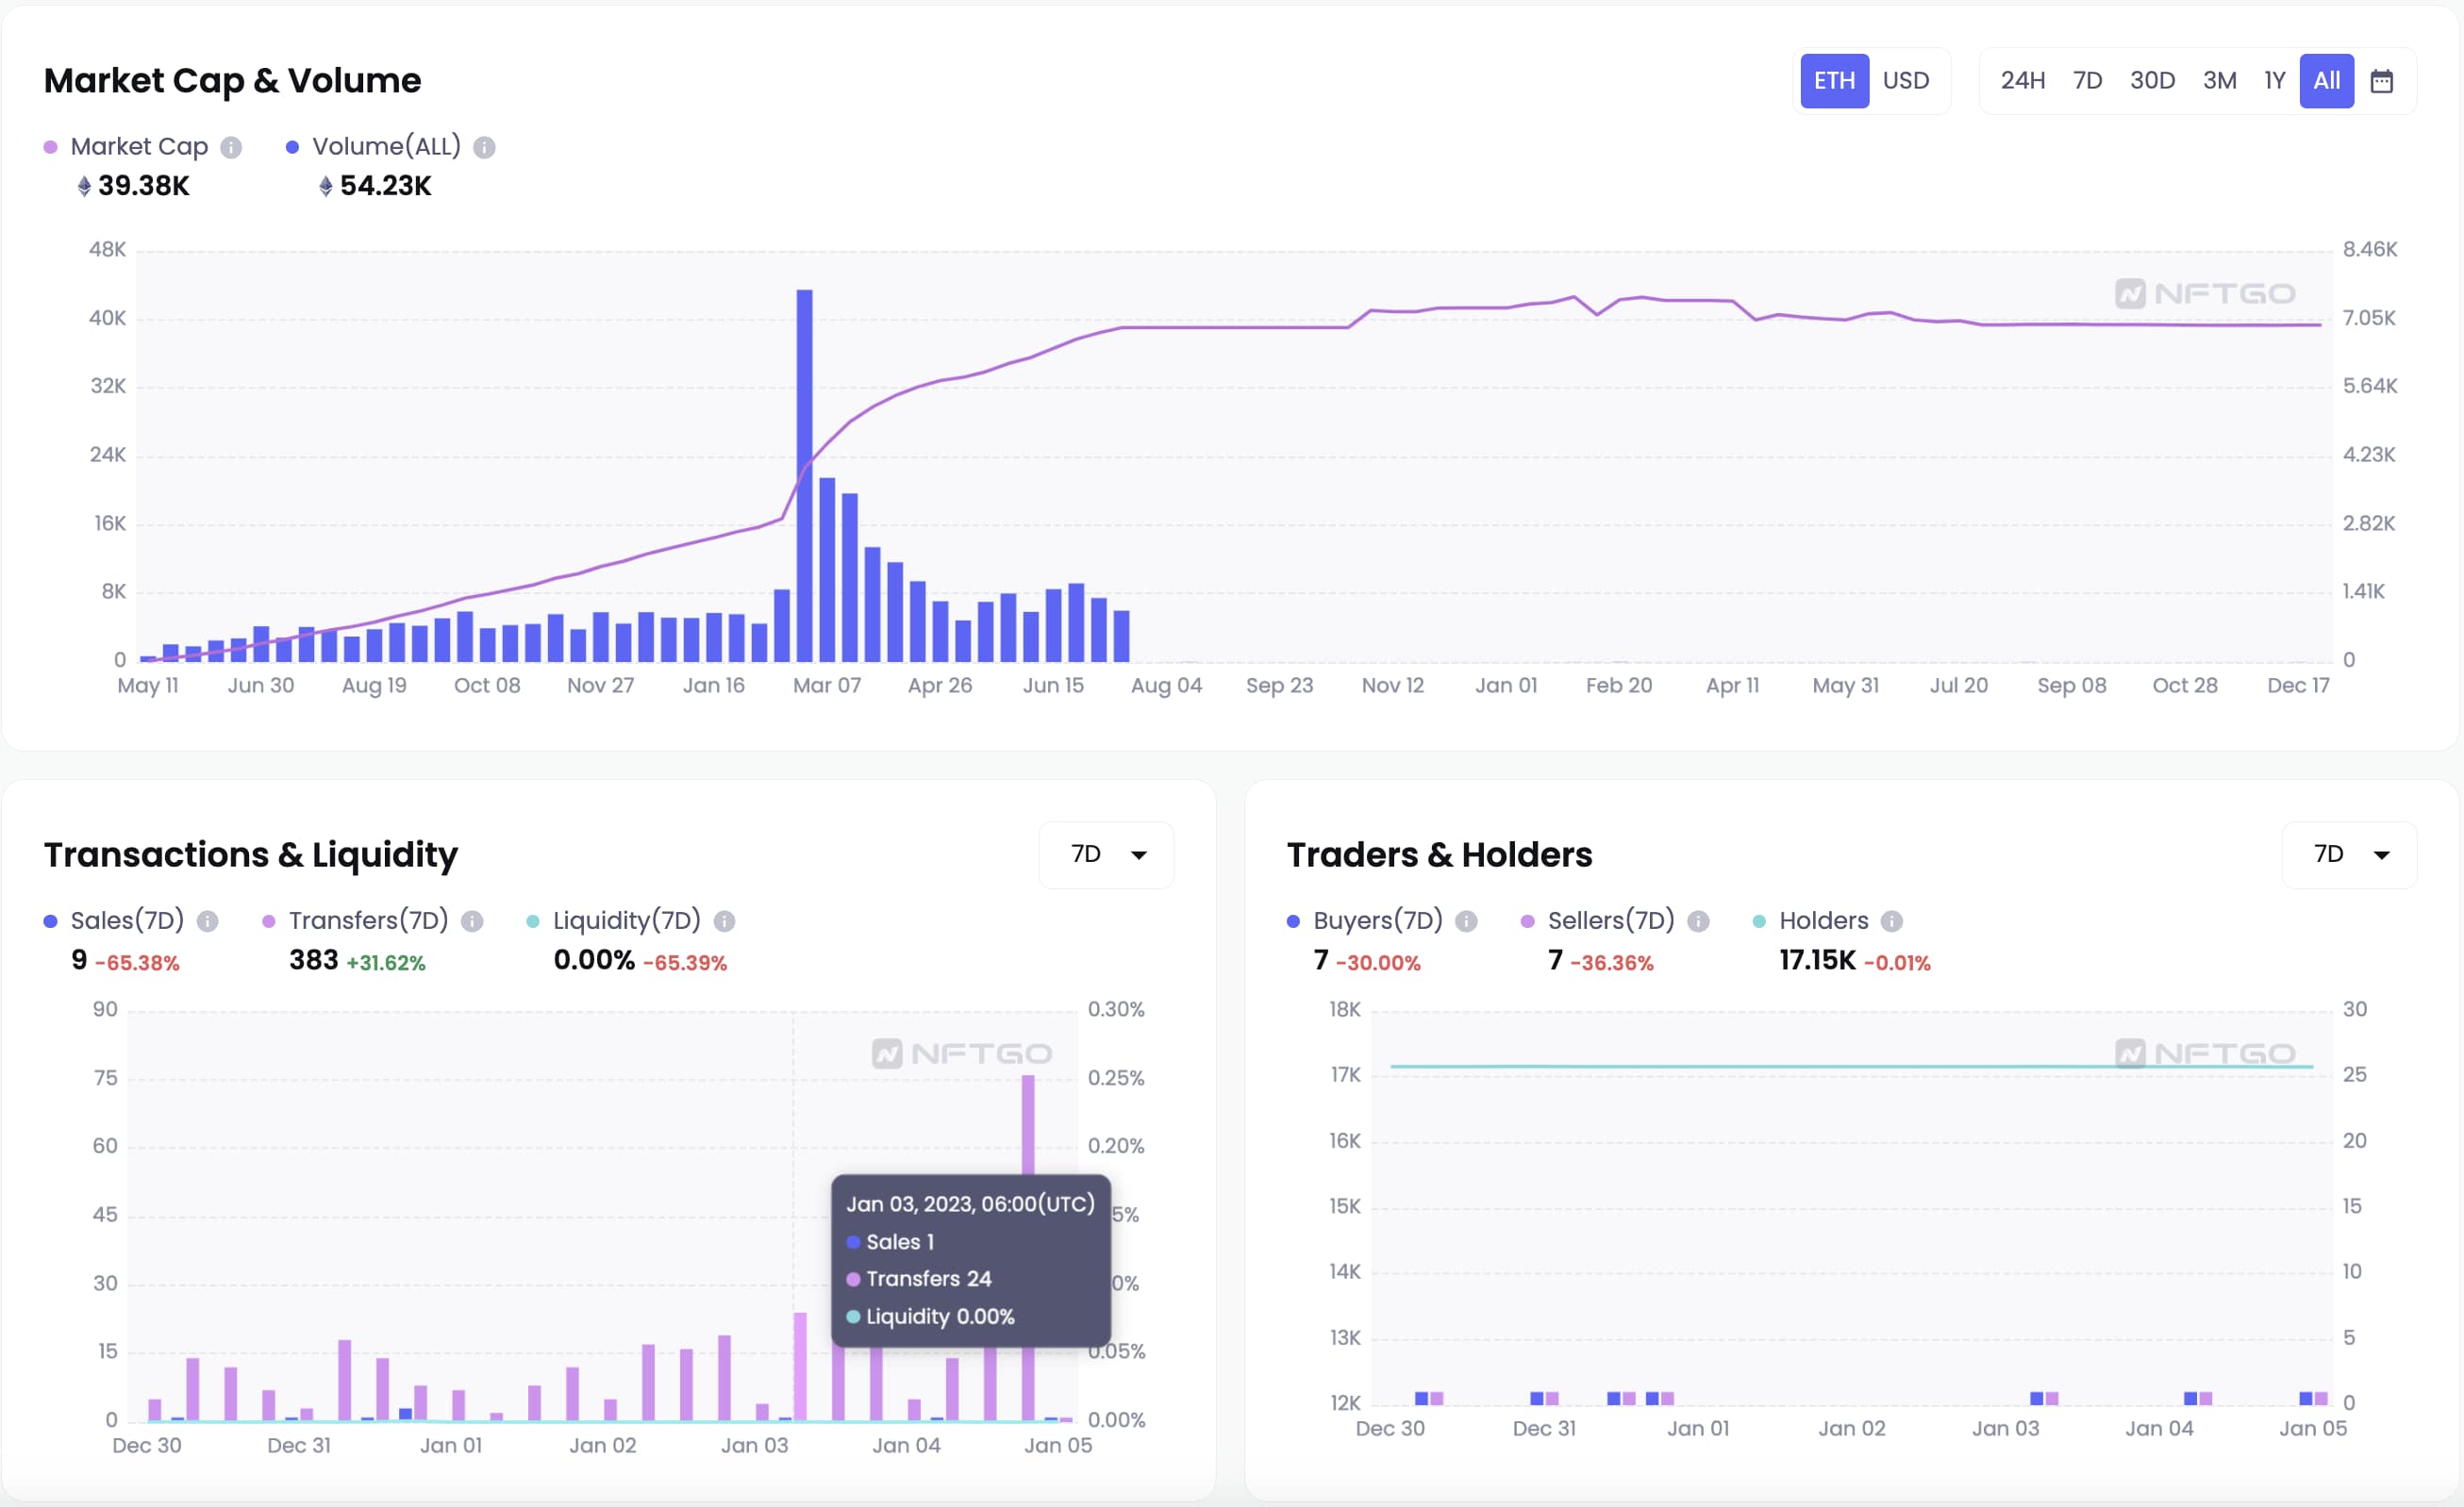 Market Cap & Volume
ETH USD 24H 7D 30D 3M 1Y All
Market Cap Volume(ALL)
39.38K 54.23K
48K
40K
32K
24K
16K
8K
0
8.46K
7.05K
5.64K
4.23K
2.82K
1.41K
0
NFTGO
May 11 Jun 30 Aug 19 Oct 08 Nov 27 Jan 16 Mar 07 Apr 26 Jun 15 Aug 04 Sep 23 Nov 12 Jan 01 Feb 20 Apr 11 May 31 Jul 20 Sep 08 Oct 28 Dec 17
Transactions & Liquidity
7D
Sales(7D) Transfers(7D) Liquidity(7D)
9 -65.38% 383 +31.62% 0.00% -65.39%
90
75
60
45
30
15
0
0.30%
0.25%
0.20%
5%
0%
0.05%
0.00%
NFTGO
Jan 03, 2023, 06:00(UTC)
Sales 1
Transfers 24
Liquidity 0.00%
Dec 30 Dec 31 Jan 01 Jan 02 Jan 03 Jan 04 Jan 05
Traders & Holders
7D
Buyers(7D) Sellers(7D) Holders
7 -30.00% 7 -36.36% 17.15K -0.01%
18K
17K
16K
15K
14K
13K
12K
30
25
20
15
10
5
0
NFTGO
Dec 30 Dec 31 Jan 01 Jan 02 Jan 03 Jan 04 Jan 05